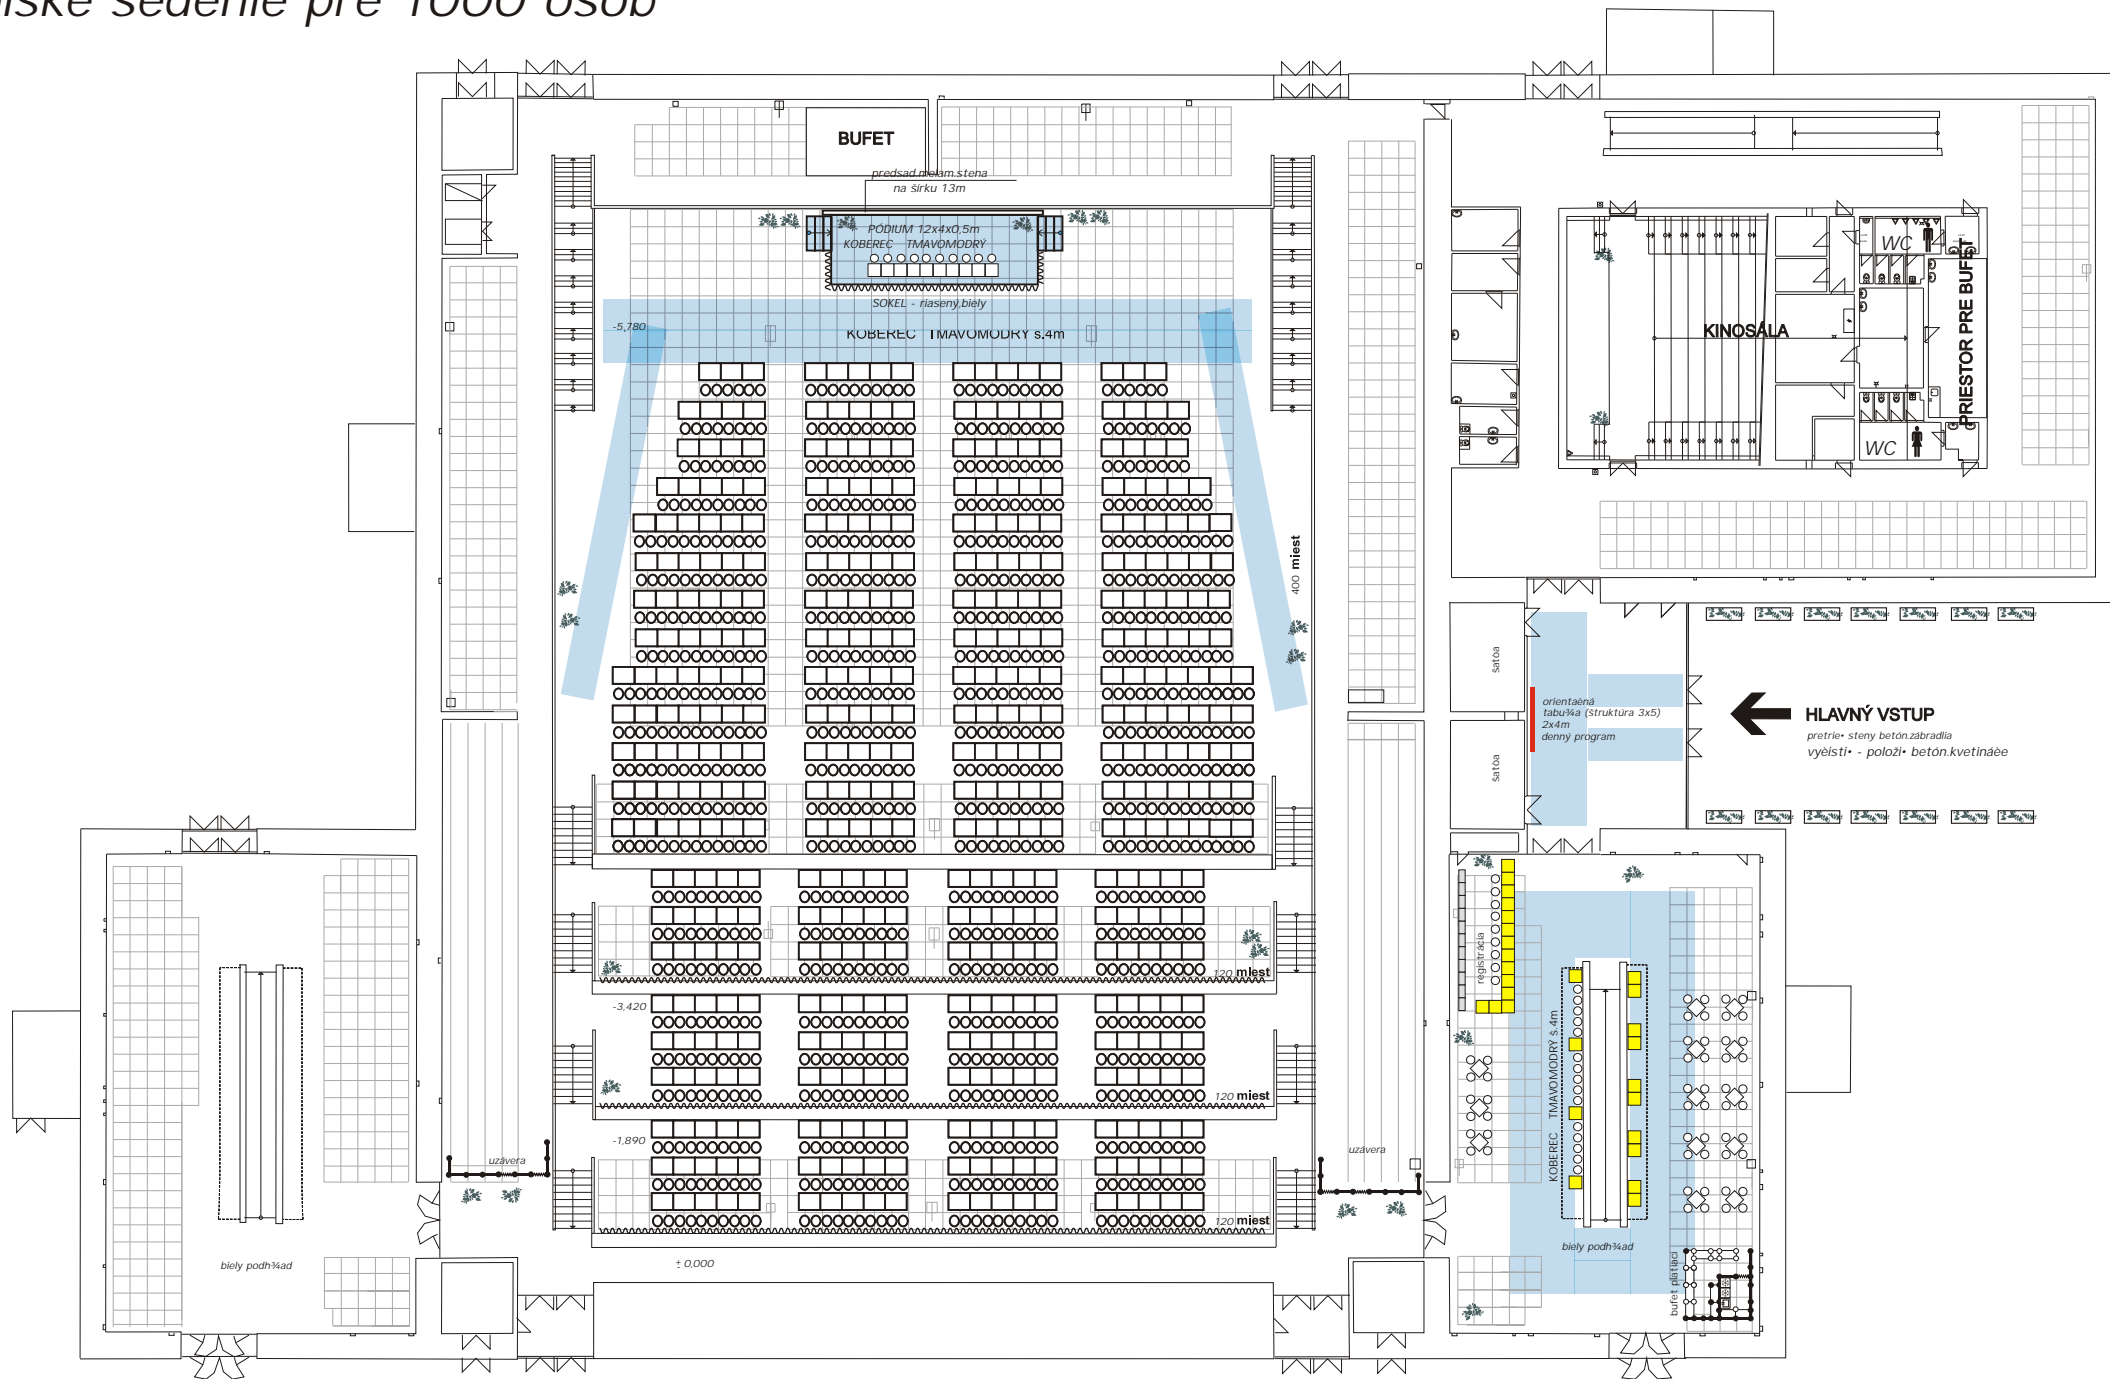 iske sedenie pre 1000 osôb
BUFET
predsad.melam.stena
na šírku 13m
PÓDIUM 12x4x0,5m
KOBEREC TMAVOMODRÝ
SOKEL - riasený,biely
-5,780
KOBEREC TMAVOMODRÝ š.4m
400 miest
120 miest
-3,420
120 miest
-1,890
120 miest
± 0,000
uzávera
uzávera
biely podh¾ad
WC
KINOSÁLA
PRIESTOR PRE BUFET
WC
šatòa
šatòa
orientaèná
tabu¾a (štruktúra 3x5)
2x4m
denný program
HLAVNÝ VSTUP
pretrie• steny betón.zábradlia
vyèisti• - položi• betón.kvetináèe
registrácia
KOBEREC TMAVOMODRÝ š.4m
biely podh¾ad
bufet platiaci